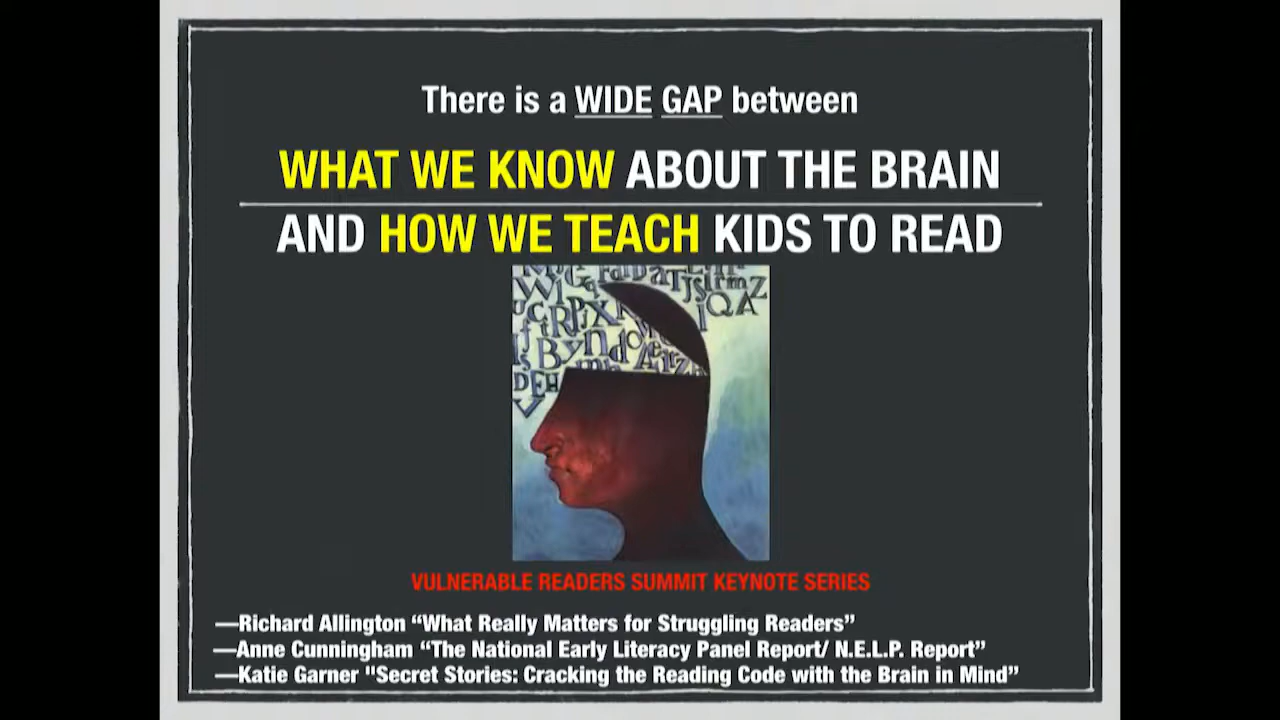 There is a WIDE GAP between
WHAT WE KNOW ABOUT THE BRAIN
AND HOW WE TEACH KIDS TO READ
VULNERABLE READERS SUMMIT KEYNOTE SERIES
—Richard Allington “What Really Matters for Struggling Readers”
—Anne Cunningham “The National Early Literacy Panel Report/ N.E.L.P. Report”
—Katie Garner "Secret Stories: Cracking the Reading Code with the Brain in Mind”